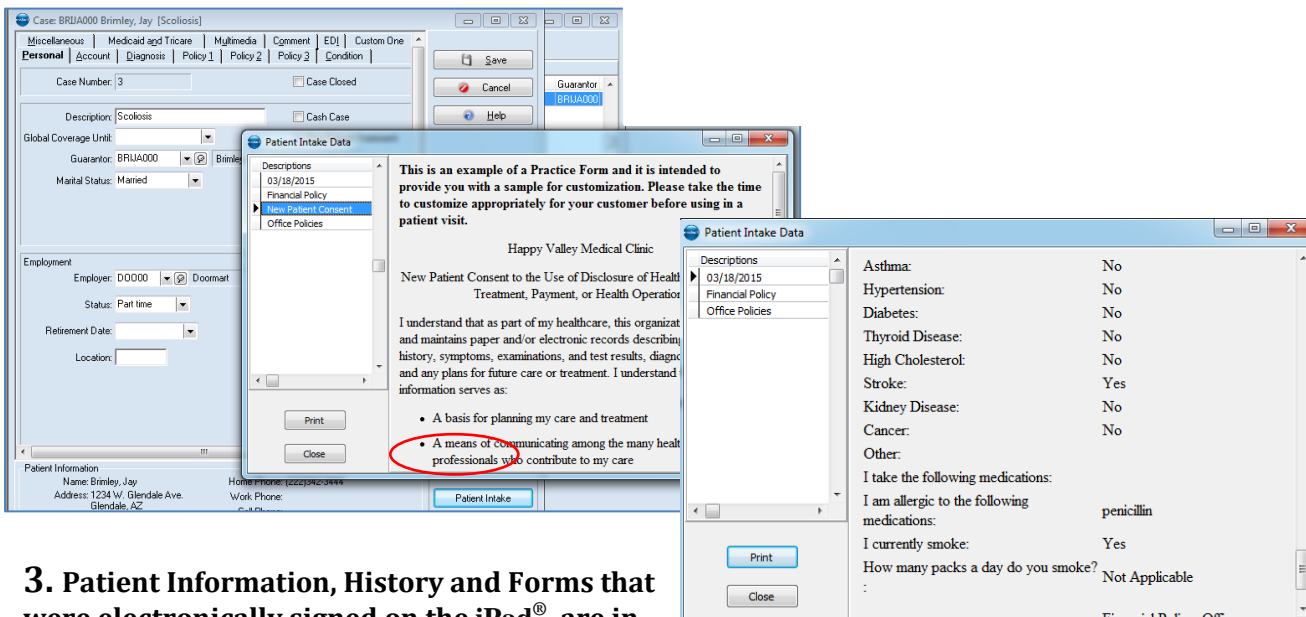 Case: BRIJA000 Brimley, Jay [Scoliosis]
Miscellaneous Medicaid and Tricare Multimedia Comment EDI Custom One
Personal Account Diagnosis Policy 1 Policy 2 Policy 3 Condition
Save
Case Number: 3 Case Closed
Cancel
Guarantor
BRIJA000
Description: Scoliosis Cash Case
Help
Global Coverage Until:
Guarantor: BRIJA000
Marital Status: Married
Employment
Employer: DOO00 Doormart
Status: Part time
Retirement Date:
Location:
Patient Information
Name: Brimley, Jay
Address: 1234 W. Glendale Ave. Work Phone:
Glendale, AZ
Patient Intake
Patient Intake Data
Descriptions
03/18/2015
Financial Policy
New Patient Consent
Office Policies
Print
Close
This is an example of a Practice Form and it is intended to
provide you with a sample for customization. Please take the time
to customize appropriately for your customer before using in a
patient visit.
Happy Valley Medical Clinic
New Patient Consent to the Use of Disclosure of Health
Treatment, Payment, or Health
I understand that as part of my healthcare, this
and maintains paper and/or electronic records
history, symptoms, examinations, and test results,
and any plans for future care or treatment. I understand
information serves as:
• A basis for planning my care and treatment
• A means of communicating among the many
professionals who contribute to my care
Patient Intake Data
Descriptions
03/18/2015
Financial Policy
Office Policies
Print
Close
Asthma: No
Hypertension: No
Diabetes: No
Thyroid Disease: No
High Cholesterol: No
Stroke: Yes
Kidney Disease: No
Cancer: No
Other:
I take the following medications:
I am allergic to the following
medications: penicillin
I currently smoke: Yes
How many packs a day do you smoke?
: Not Applicable
3. Patient Information, History and Forms that
were electronically signed on the iPad®, are in